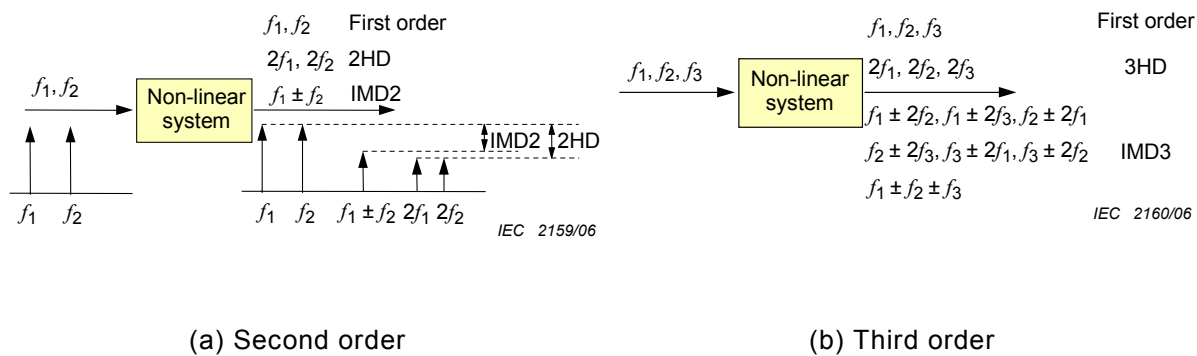 f1, f2 First order
2f1, 2f2 2HD
f1, f2
Non-linear
system
f1 ± f2 IMD2
IMD2 2HD
f1 f2 f1 f2 f1 ± f2 2f1 2f2
IEC 2159/06
(a) Second order
f1, f2, f3 First order
f1, f2, f3
Non-linear
system
2f1, 2f2, 2f3 3HD
f1 ± 2f2, f1 ± 2f3, f2 ± 2f1
f2 ± 2f3, f3 ± 2f1, f3 ± 2f2 IMD3
f1 ± f2 ± f3
IEC 2160/06
(b) Third order